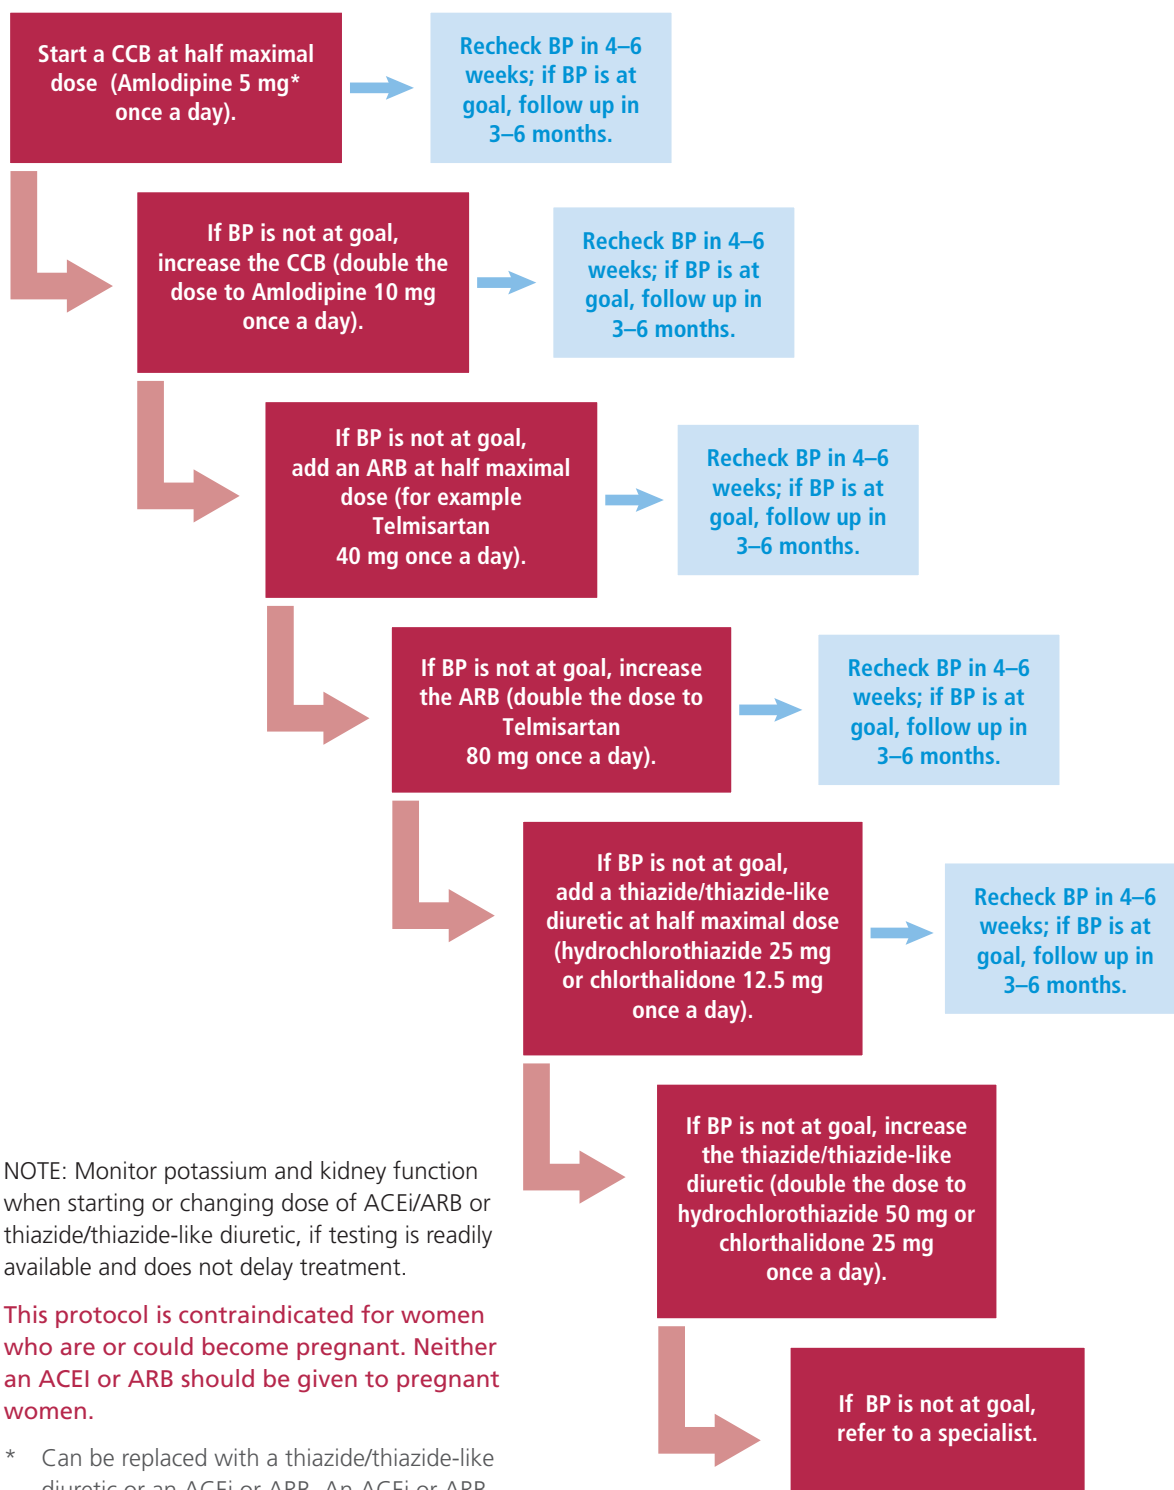 Start a CCB at half maximal
dose (Amlodipine 5 mg*
once a day).
Recheck BP in 4–6
weeks; if BP is at
goal, follow up in
3–6 months.
If BP is not at goal,
increase the CCB (double the
dose to Amlodipine 10 mg
once a day).
Recheck BP in 4–6
weeks; if BP is at
goal, follow up in
3–6 months.
If BP is not at goal,
add an ARB at half maximal
dose (for example
Telmisartan
40 mg once a day).
Recheck BP in 4–6
weeks; if BP is at
goal, follow up in
3–6 months.
If BP is not at goal, increase
the ARB (double the dose to
Telmisartan
80 mg once a day).
Recheck BP in 4–6
weeks; if BP is at
goal, follow up in
3–6 months.
If BP is not at goal,
add a thiazide/thiazide-like
diuretic at half maximal dose
(hydrochlorothiazide 25 mg
or chlorthalidone 12.5 mg
once a day).
Recheck BP in 4–6
weeks; if BP is at
goal, follow up in
3–6 months.
If BP is not at goal, increase
the thiazide/thiazide-like
diuretic (double the dose to
hydrochlorothiazide 50 mg or
chlorthalidone 25 mg
once a day).
If BP is not at goal,
refer to a specialist.
NOTE: Monitor potassium and kidney function
when starting or changing dose of ACEi/ARB or
thiazide/thiazide-like diuretic, if testing is readily
available and does not delay treatment.
This protocol is contraindicated for women
who are or could become pregnant. Neither
an ACEI or ARB should be given to pregnant
women.
* Can be replaced with a thiazide/thiazide-like
diuretic or an ACEi or ARB. An ACEi or ARB